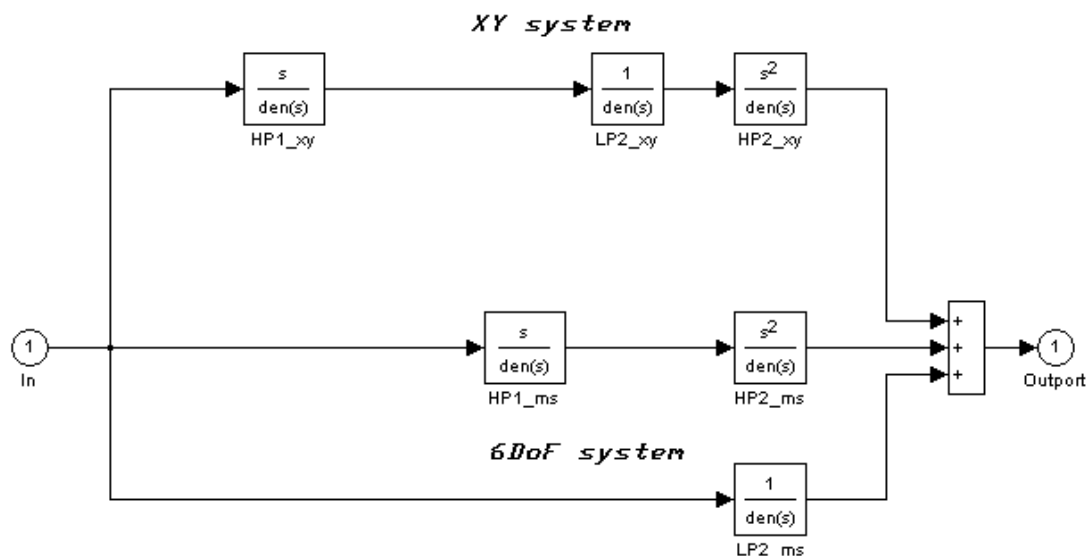 XY system
s
den(s)
HP1_xy
1
den(s)
LP2_xy
s2
den(s)
HP2_xy
1
In
s
den(s)
HP1_ms
s2
den(s)
HP2_ms
+
+
+
1
Outport
6DoF system
1
den(s)
LP2_ms